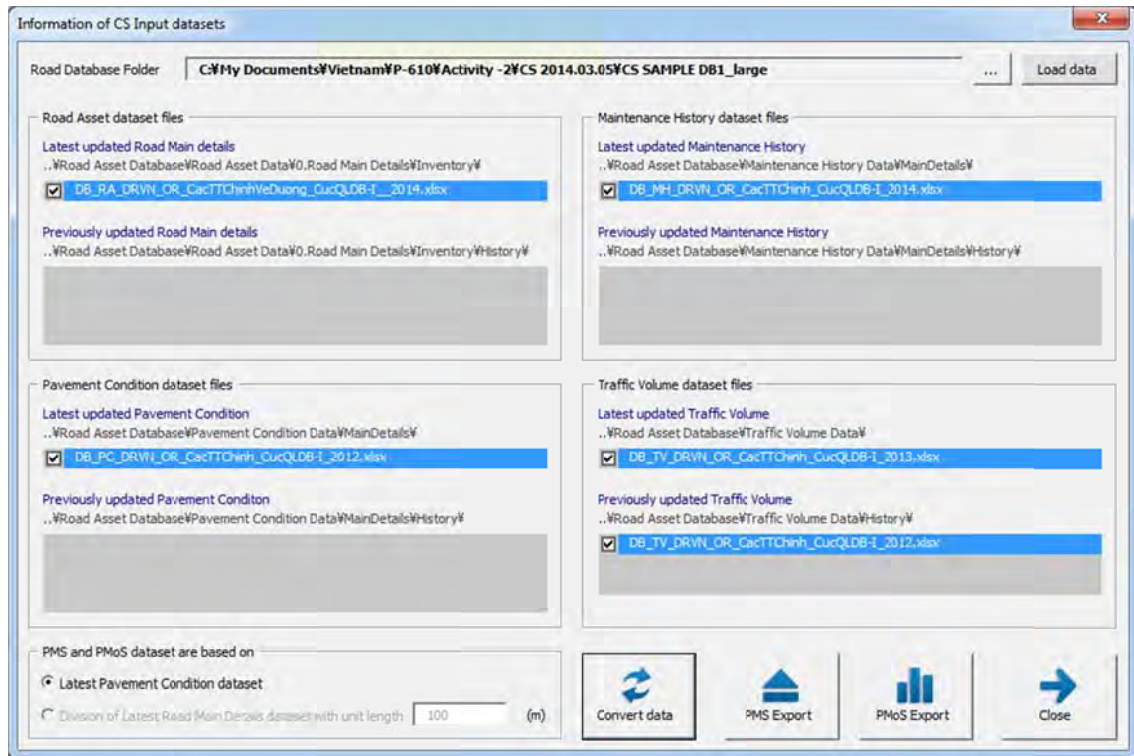 Information of CS Input datasets
Road Database Folder C:¥My Documents¥Vietnam¥P-610¥Activity -2¥CS 2014.03.05¥CS SAMPLE DB1_large ... Load data
Road Asset dataset files
Latest updated Road Main details
..¥Road Asset Database¥Road Asset Data¥0.Road Main Details¥Inventory¥
DB_RA_DRVN_OR_CacTTChinhVeDuong_CucQLDB-I__2014.xlsx
Previously updated Road Main details
..¥Road Asset Database¥Road Asset Data¥0.Road Main Details¥Inventory¥History¥
Maintenance History dataset files
Latest updated Maintenance History
..¥Road Asset Database¥Maintenance History Data¥MainDetails¥
DB_MH_DRVN_OR_CacTTChinh_CucQLDB-I_2014.xlsx
Previously updated Maintenance History
..¥Road Asset Database¥Maintenance History Data¥MainDetails¥History¥
Pavement Condition dataset files
Latest updated Pavement Condition
..¥Road Asset Database¥Pavement Condition Data¥MainDetails¥
DB_PC_DRVN_OR_CacTTChinh_CucQLDB-I_2012.xlsx
Previously updated Pavement Conditon
..¥Road Asset Database¥Pavement Condition Data¥MainDetails¥History¥
Traffic Volume dataset files
Latest updated Traffic Volume
..¥Road Asset Database¥Traffic Volume Data¥
DB_TV_DRVN_OR_CacTTChinh_CucQLDB-I_2013.xlsx
Previously updated Traffic Volume
..¥Road Asset Database¥Traffic Volume Data¥History¥
DB_TV_DRVN_OR_CacTTChinh_CucQLDB-I_2012.xlsx
PMS and PMoS dataset are based on
Latest Pavement Condition dataset
Division of Latest Road Main Details dataset with unit length 100 (m)
Convert data
PMS Export
PMoS Export
Close